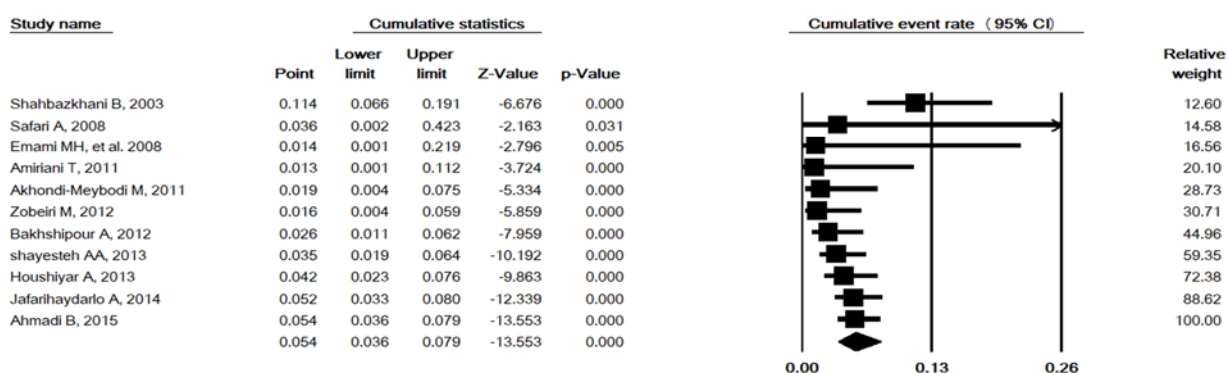 Study name Cumulative statistics Cumulative event rate (95% CI)
Lower Upper Relative
Point limit limit Z-Value p-Value weight
Shahbazkhani B, 2003 0.114 0.066 0.191 -6.676 0.000 12.60
Safari A, 2008 0.036 0.002 0.423 -2.163 0.031 14.58
Emami MH, et al. 2008 0.014 0.001 0.219 -2.796 0.005 16.56
Amiriani T, 2011 0.013 0.001 0.112 -3.724 0.000 20.10
Akhondi-Meybodi M, 2011 0.019 0.004 0.075 -5.334 0.000 28.73
Zobeiri M, 2012 0.016 0.004 0.059 -5.859 0.000 30.71
Bakhshipour A, 2012 0.026 0.011 0.062 -7.959 0.000 44.96
shayesteh AA, 2013 0.035 0.019 0.064 -10.192 0.000 59.35
Houshiyar A, 2013 0.042 0.023 0.076 -9.863 0.000 72.38
Jafarihaydarlo A, 2014 0.052 0.033 0.080 -12.339 0.000 88.62
Ahmadi B, 2015 0.054 0.036 0.079 -13.553 0.000 100.00
0.054 0.036 0.079 -13.553 0.000
0.00 0.13 0.26